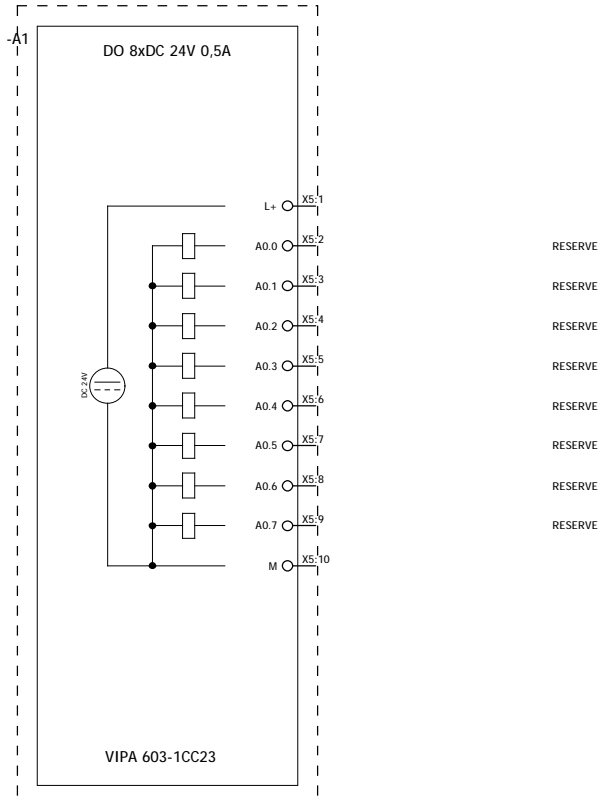 -A1
DO 8xDC 24V 0,5A
L+ X5:1
A0.0 X5:2 RESERVE
A0.1 X5:3 RESERVE
A0.2 X5:4 RESERVE
A0.3 X5:5 RESERVE
DC 24V
A0.4 X5:6 RESERVE
A0.5 X5:7 RESERVE
A0.6 X5:8 RESERVE
A0.7 X5:9 RESERVE
M X5:10
VIPA 603-1CC23